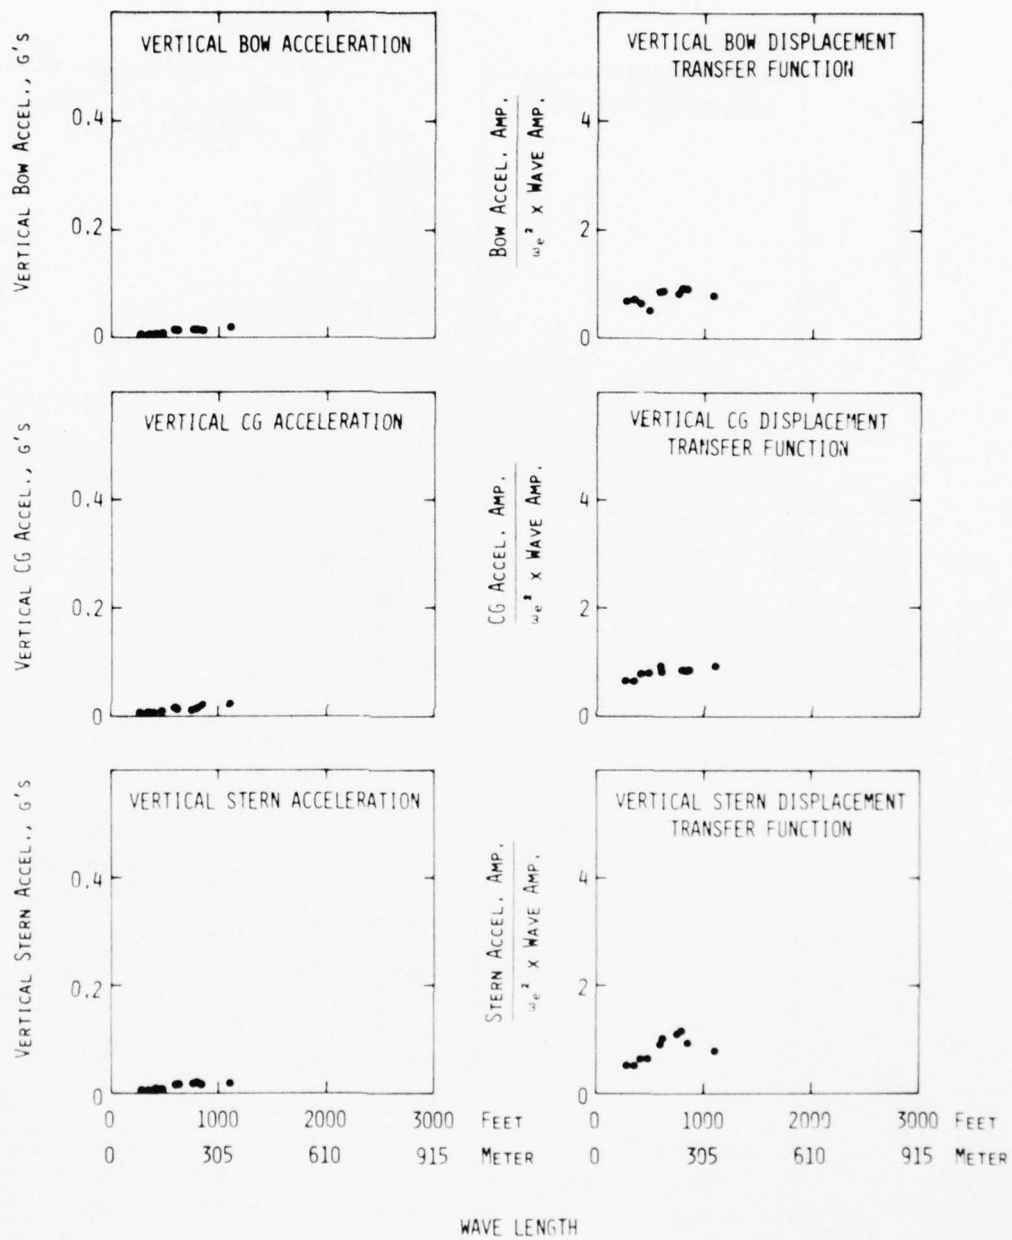 VERTICAL BOW ACCELERATION
VERTICAL BOW ACCEL., G'S
0.4
0.2
0
VERTICAL BOW DISPLACEMENT
TRANSFER FUNCTION
BOW ACCEL. AMP.
ωe² x WAVE AMP.
4
2
0
VERTICAL CG ACCELERATION
VERTICAL CG ACCEL., G'S
0.4
0.2
0
VERTICAL CG DISPLACEMENT
TRANSFER FUNCTION
CG ACCEL. AMP.
ωe² x WAVE AMP.
4
2
0
VERTICAL STERN ACCELERATION
VERTICAL STERN ACCEL., G'S
0.4
0.2
0
0 1000 2000 3000 FEET
0 305 610 915 METER
VERTICAL STERN DISPLACEMENT
TRANSFER FUNCTION
STERN ACCEL. AMP.
ωe² x WAVE AMP.
4
2
0
0 1000 2000 3000 FEET
0 305 610 915 METER
WAVE LENGTH